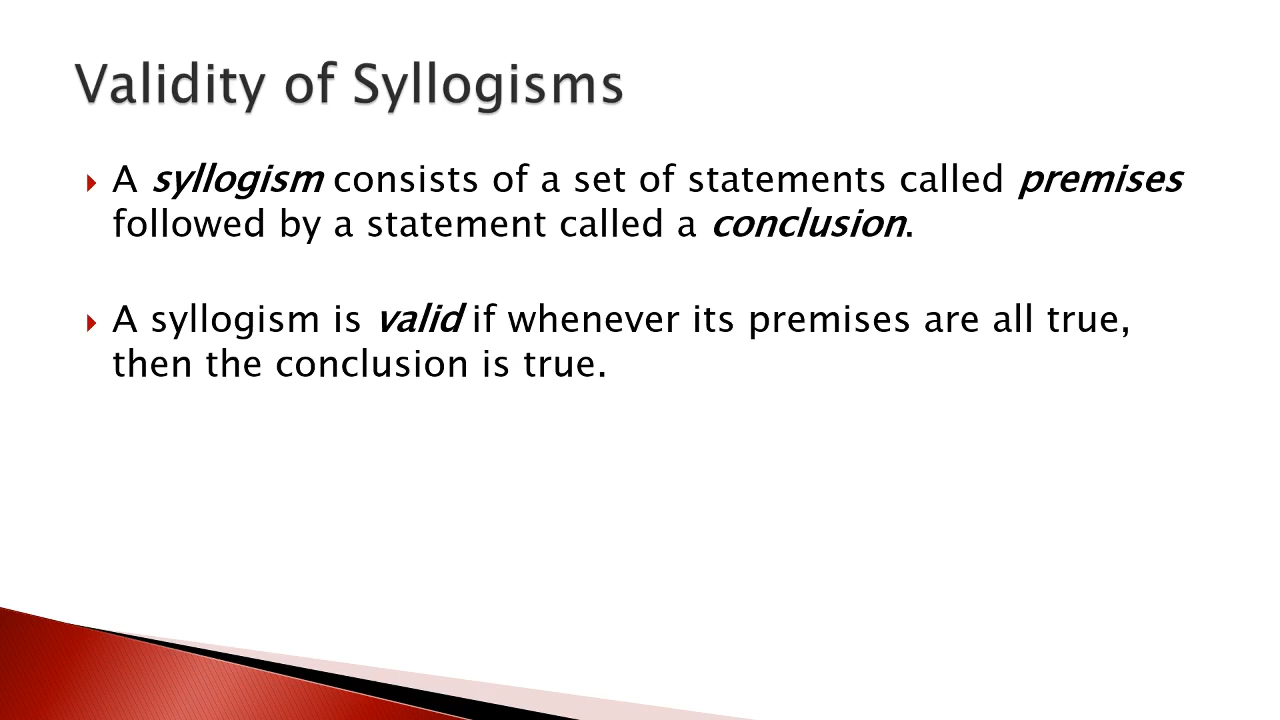 Validity of Syllogisms
A syllogism consists of a set of statements called premises
followed by a statement called a conclusion.
A syllogism is valid if whenever its premises are all true,
then the conclusion is true.